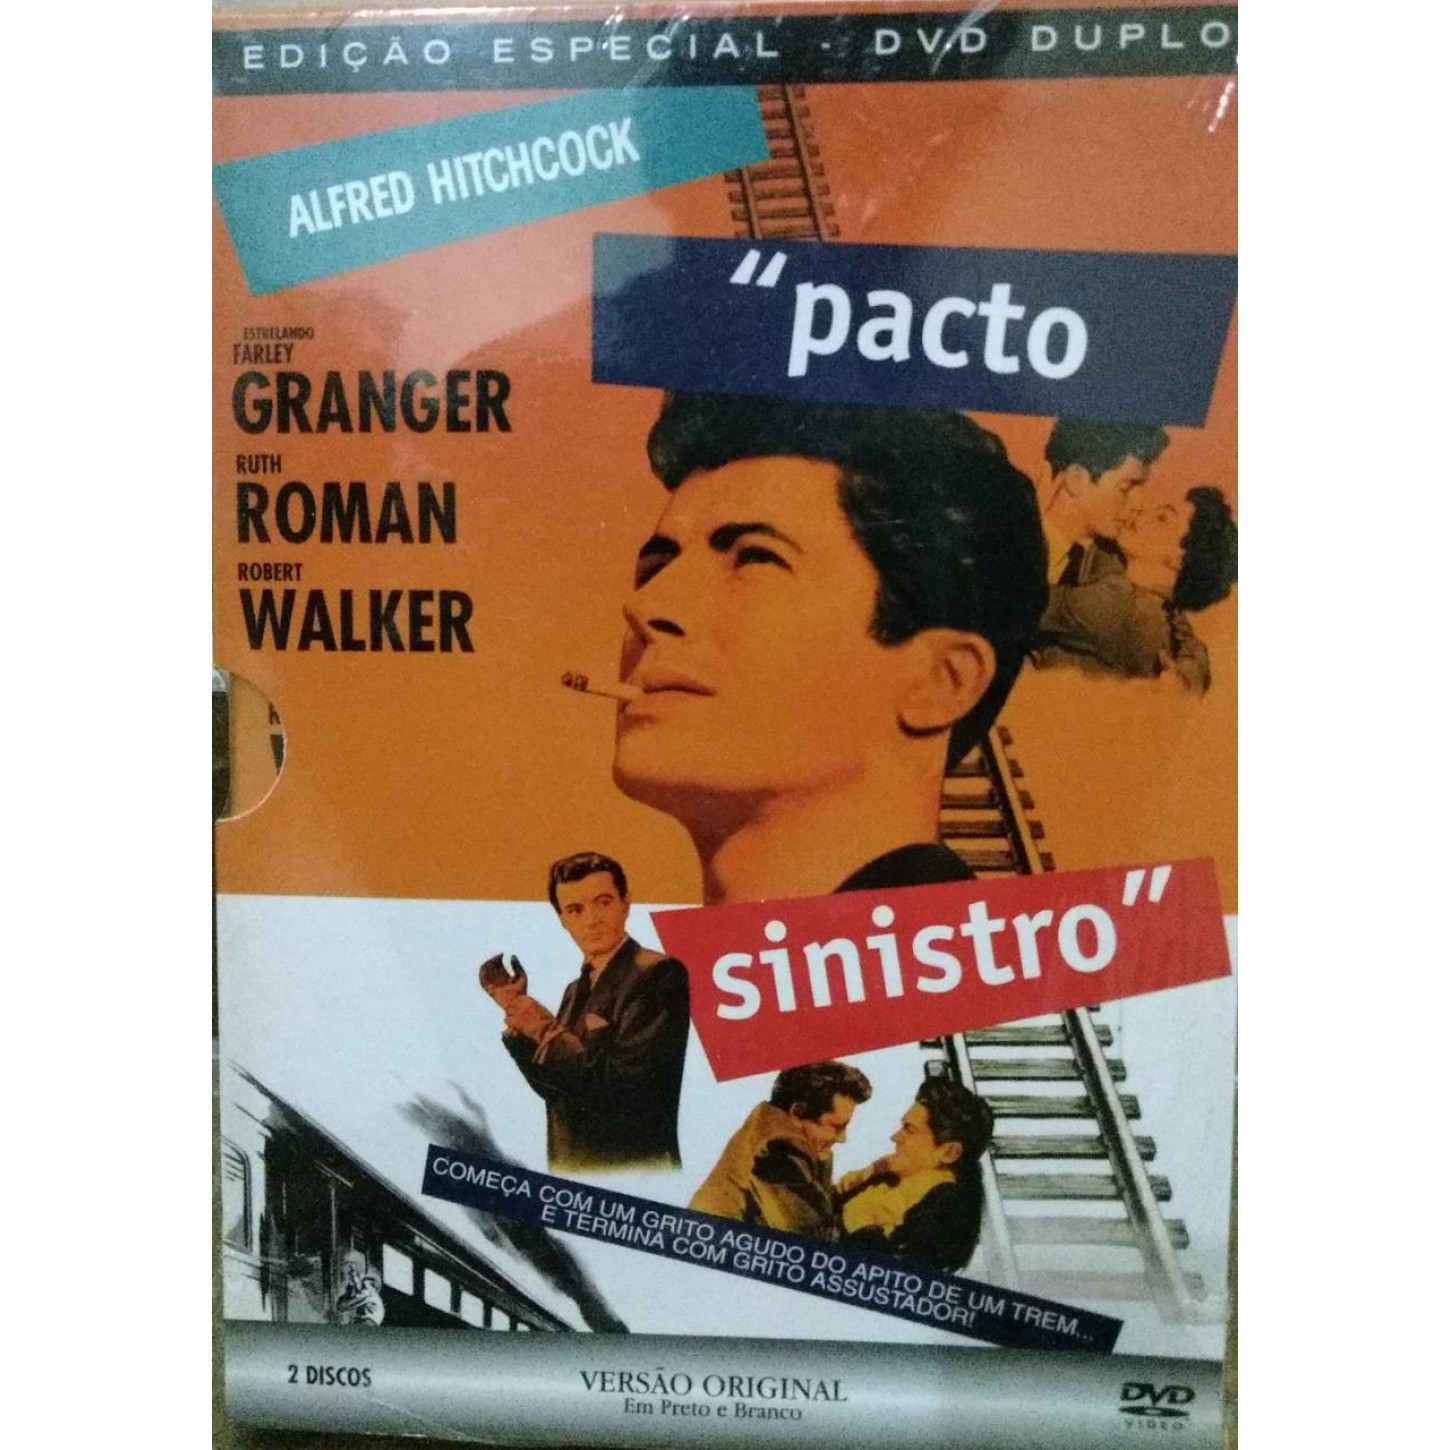 EDIÇÃO ESPECIAL - DVD DUPLO
ALFRED HITCHCOCK
"pacto
ESTRELANDO
FARLEY
GRANGER
RUTH
ROMAN
ROBERT
WALKER
sinistro"
COMEÇA COM UM GRITO AGUDO DO APITO DE UM TREM...
E TERMINA COM GRITO ASSUSTADOR!
2 DISCOS
VERSÃO ORIGINAL
Em Preto e Branco
DVD
VIDEO